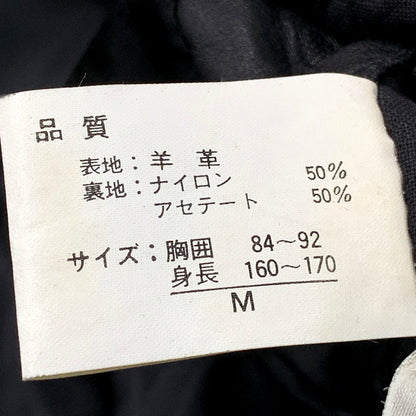 品質
表地：羊革
裏地：ナイロン 50%
アセテート 50%
サイズ：胸囲 84〜92
身長 160〜170
M